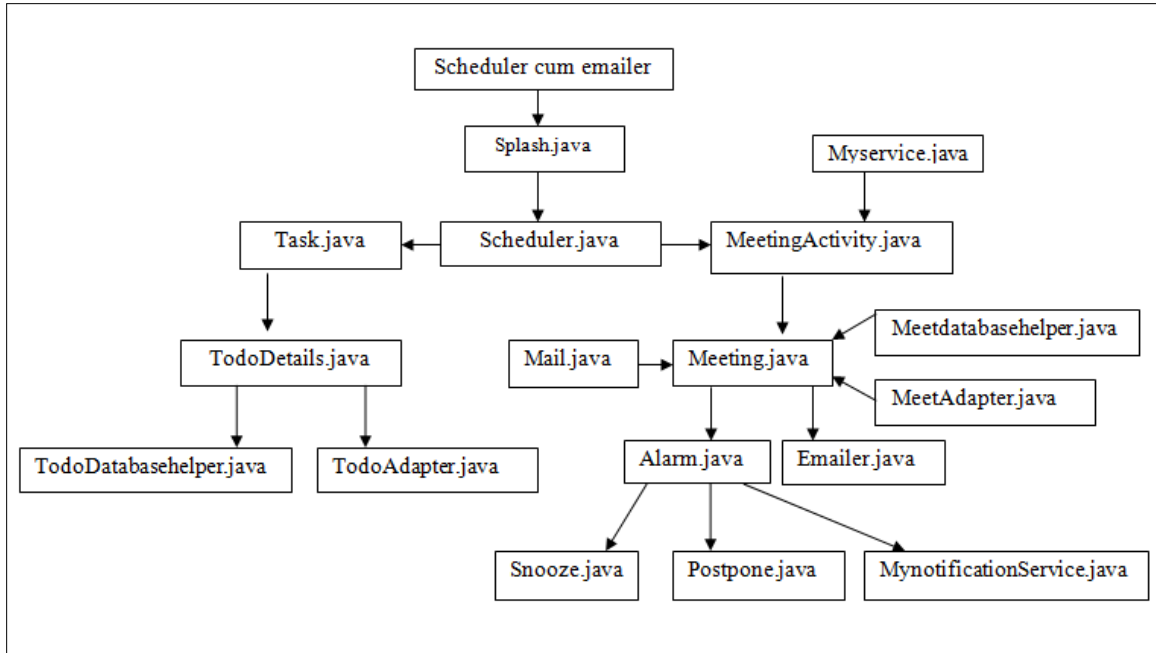 Scheduler cum emailer
Splash.java
Myservice.java
Task.java
Scheduler.java
MeetingActivity.java
Meetdatabasehelper.java
TodoDetails.java
Mail.java
Meeting.java
MeetAdapter.java
TodoDatabasehelper.java
TodoAdapter.java
Alarm.java
Emailer.java
Snooze.java
Postpone.java
MynotificationService.java